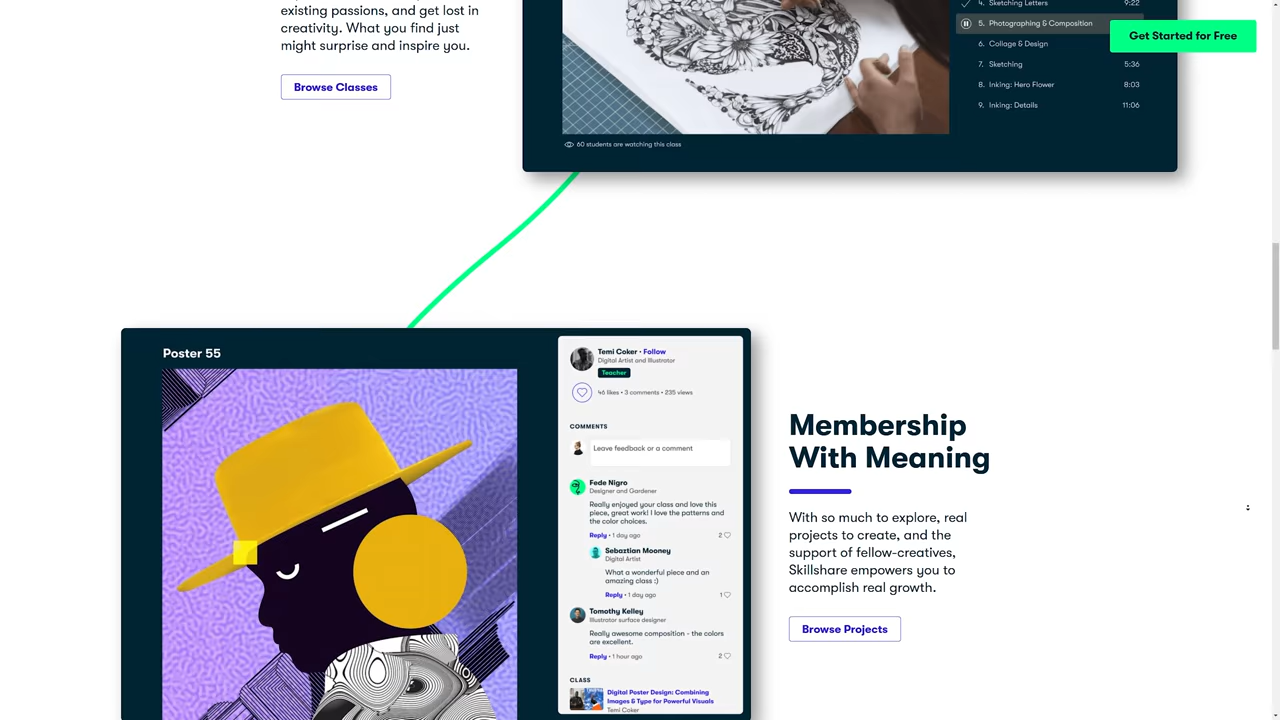 existing passions, and get lost in
creativity. What you find just
might surprise and inspire you.
Browse Classes
4. Sketching Letters 9:22
5. Photographing & Composition
6. Collage & Design
7. Sketching 5:36
8. Inking: Hero Flower 8:03
9. Inking: Details 11:06
Get Started for Free
60 students are watching this class
Poster 55
Temi Coker • Follow
Digital Artist and Illustrator
Teacher
46 likes • 3 comments • 235 views
COMMENTS
Leave feedback or a comment
Fede Nigro
Designer and Gardener
Really enjoyed your class and love this
piece, great work! I love the patterns and
the color choices.
Reply • 1 day ago 2
Sebaztian Mooney
Digital Artist
What a wonderful piece and an
amazing class :)
Reply • 1 day ago 1
Tomothy Kelley
Illustrator surface designer
Really awesome composition - the colors
are excellent.
Reply • 1 hour ago 2
CLASS
Digital Poster Design: Combining
Images & Type for Powerful Visuals
Temi Coker
Membership
With Meaning
With so much to explore, real
projects to create, and the
support of fellow-creatives,
Skillshare empowers you to
accomplish real growth.
Browse Projects